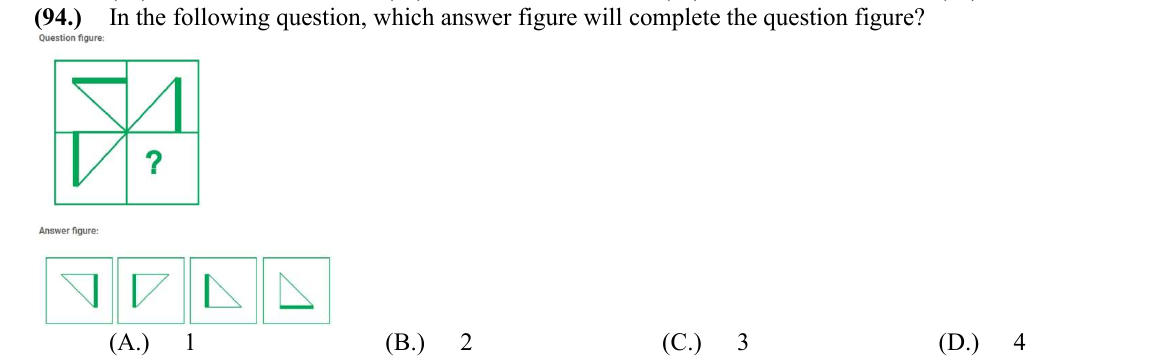 (94.) In the following question, which answer figure will complete the question figure?
Question figure:
?
Answer figure:
(A.) 1 (B.) 2 (C.) 3 (D.) 4